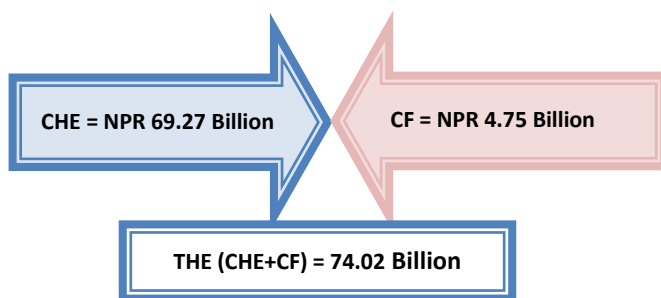 CHE = NPR 69.27 Billion
CF = NPR 4.75 Billion
THE (CHE+CF) = 74.02 Billion